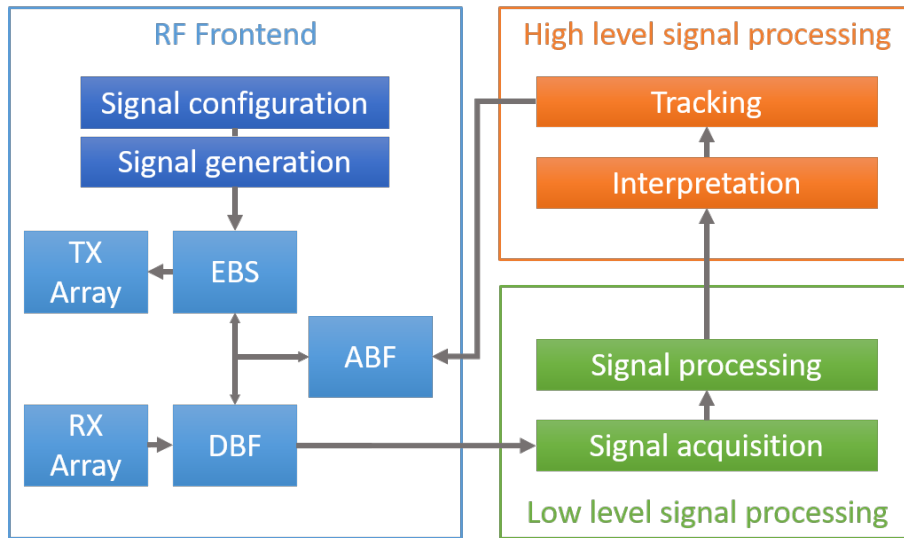 RF Frontend
Signal configuration
Signal generation
TX
Array
EBS
ABF
RX
Array
DBF
High level signal processing
Tracking
Interpretation
Signal processing
Signal acquisition
Low level signal processing